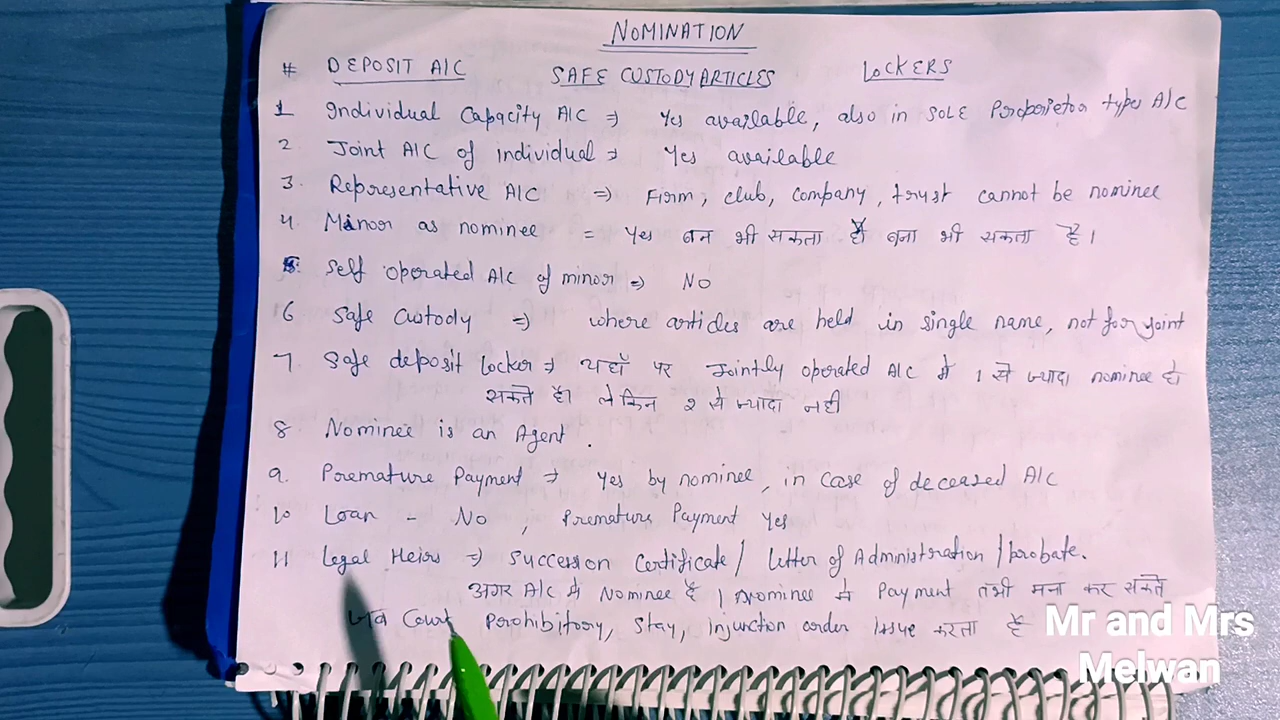 NOMINATION
# DEPOSIT A/C SAFE CUSTODY ARTICLES LOCKERS
1 Individual Capacity A/C ⇒ Yes available, also in SOLE Proporietor type A/C
2 Joint A/C of individual ⇒ Yes available
3. Representative A/C ⇒ Firm, club, company, trust cannot be nominee
4. Minor as nominee = Yes बन भी सकता है बना भी सकता है।
5. Self operated A/C of minor ⇒ NO
6 Safe Custody ⇒ where articles are held in single name, not for joint
7. Safe deposit locker ⇒ यहाँ पर Jointly operated A/C मे 1 से ज्यादा nominee हो
सकते है। लेकिन 2 से ज्यादा नही
8 Nominee is an Agent.
9. Premature Payment ⇒ Yes by nominee, in case of deceased A/C
10 Loan - No, Premature Payment Yes
11 Legal Heirs ⇒ Succession Certificate / Letter of Administration / probate.
अगर A/C मे Nominee है। Nominee मे Payment तभी मना कर सकते
जब Court Prohibitory, Stay, injunction order Issue करता है
Mr and Mrs
Melwan